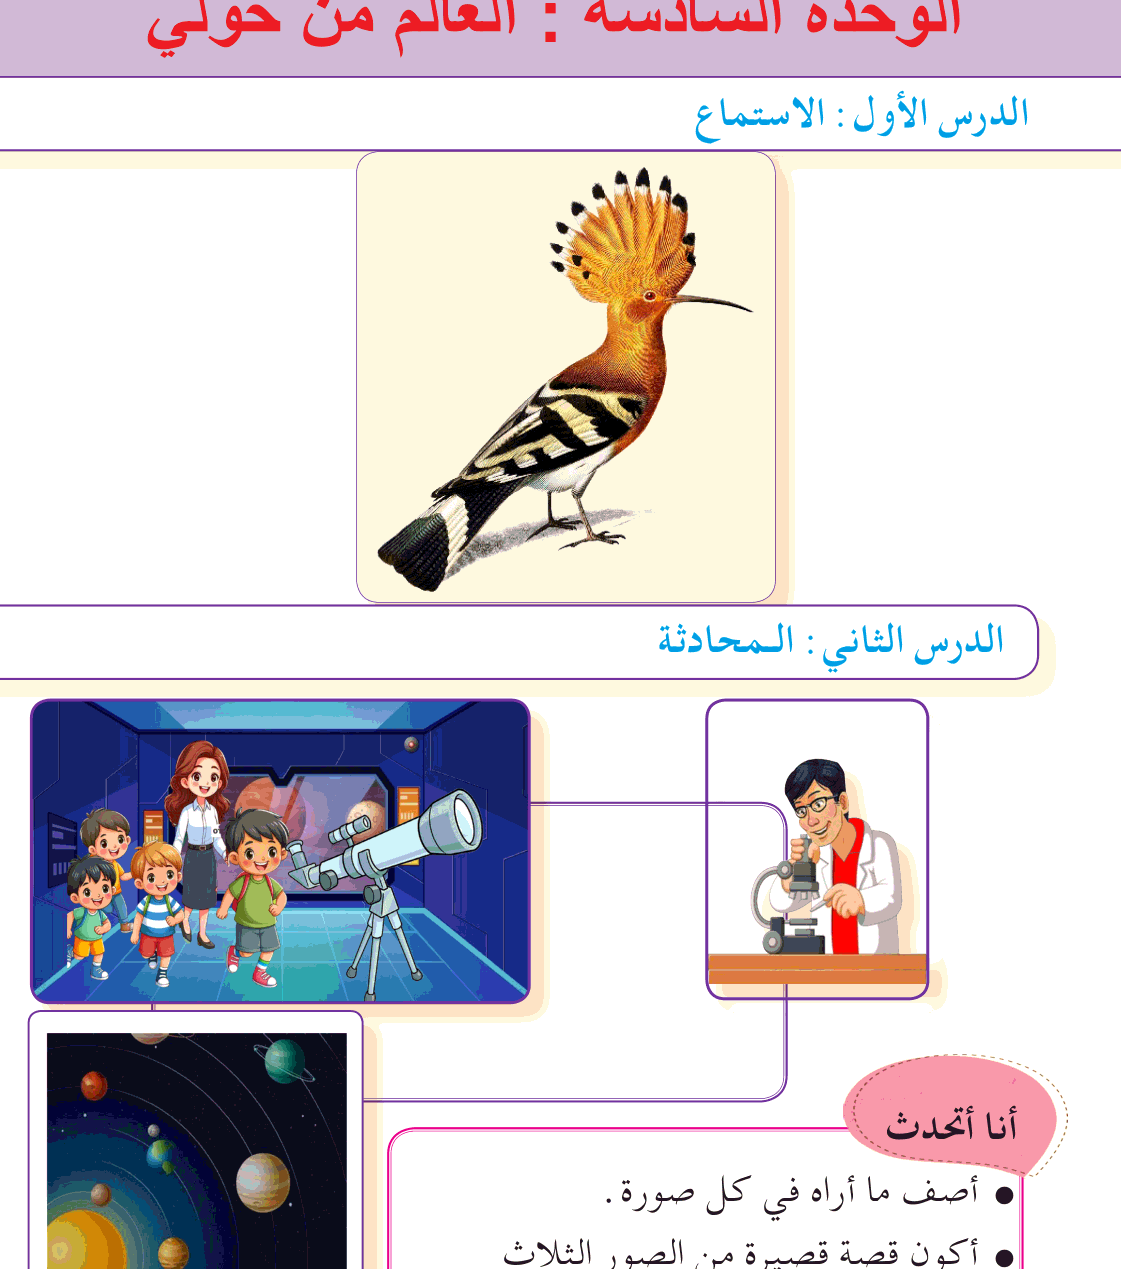 الوحدة السادسة : العالم من حولي
الدرس الأول : الاستماع
الدرس الثاني : المحادثة
أنا أتحدث
● أصف ما أراه في كل صورة .
● أكون قصة قصيرة من الصور الثلاث